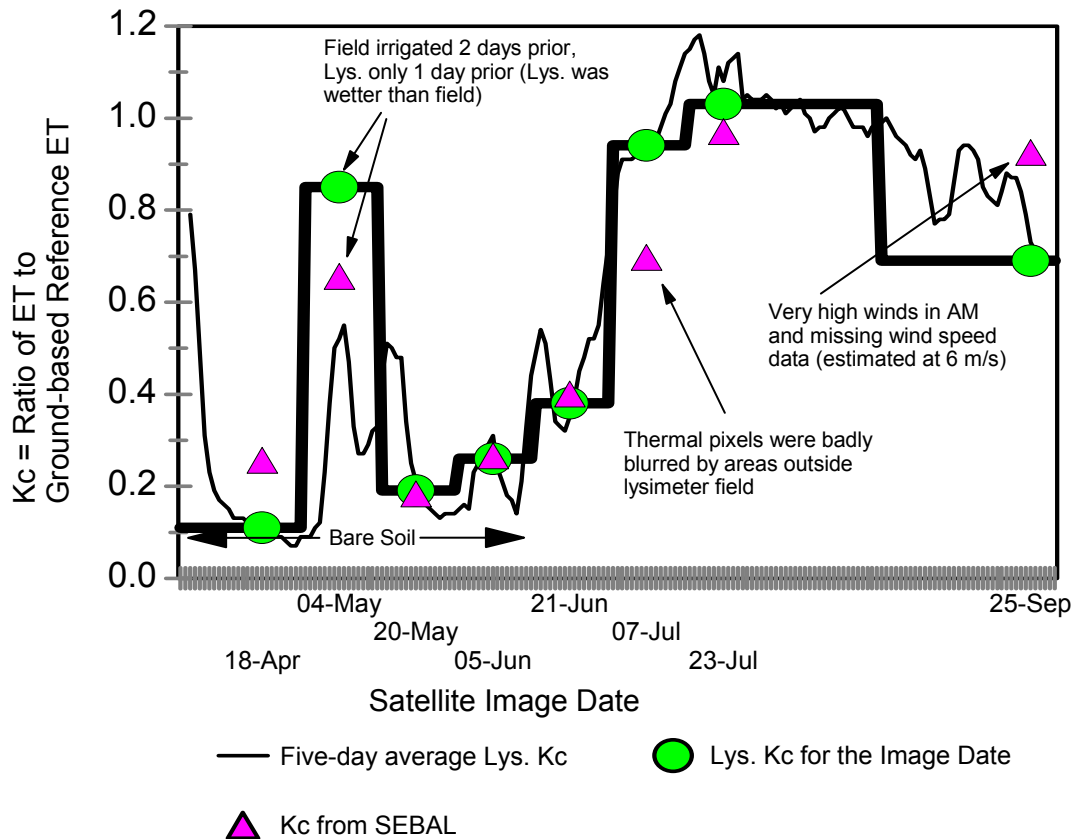 Kc = Ratio of ET to
Ground-based Reference ET
1.2
1.0
0.8
0.6
0.4
0.2
0.0
Field irrigated 2 days prior,
Lys. only 1 day prior (Lys. was
wetter than field)
Very high winds in AM
and missing wind speed
data (estimated at 6 m/s)
Thermal pixels were badly
blurred by areas outside
lysimeter field
Bare Soil
04-May
21-Jun
25-Sep
20-May
07-Jul
18-Apr
05-Jun
23-Jul
Satellite Image Date
Five-day average Lys. Kc
Lys. Kc for the Image Date
Kc from SEBAL